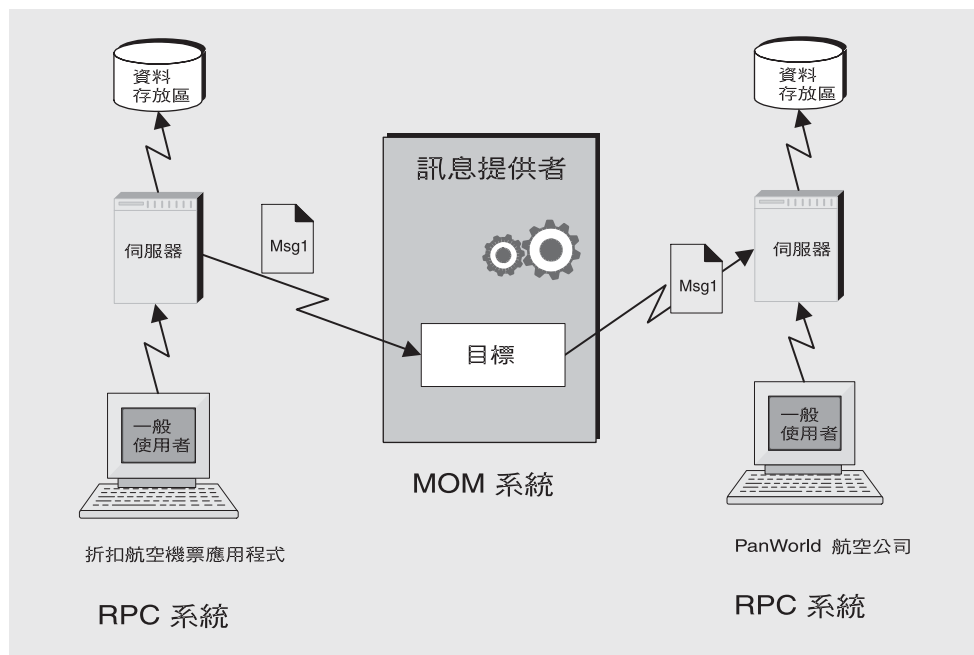 資料
存放區
伺服器
Msg1
一般
使用者
折扣航空機票應用程式
RPC 系統
訊息提供者
目標
MOM 系統
資料
存放區
伺服器
Msg1
一般
使用者
PanWorld 航空公司
RPC 系統